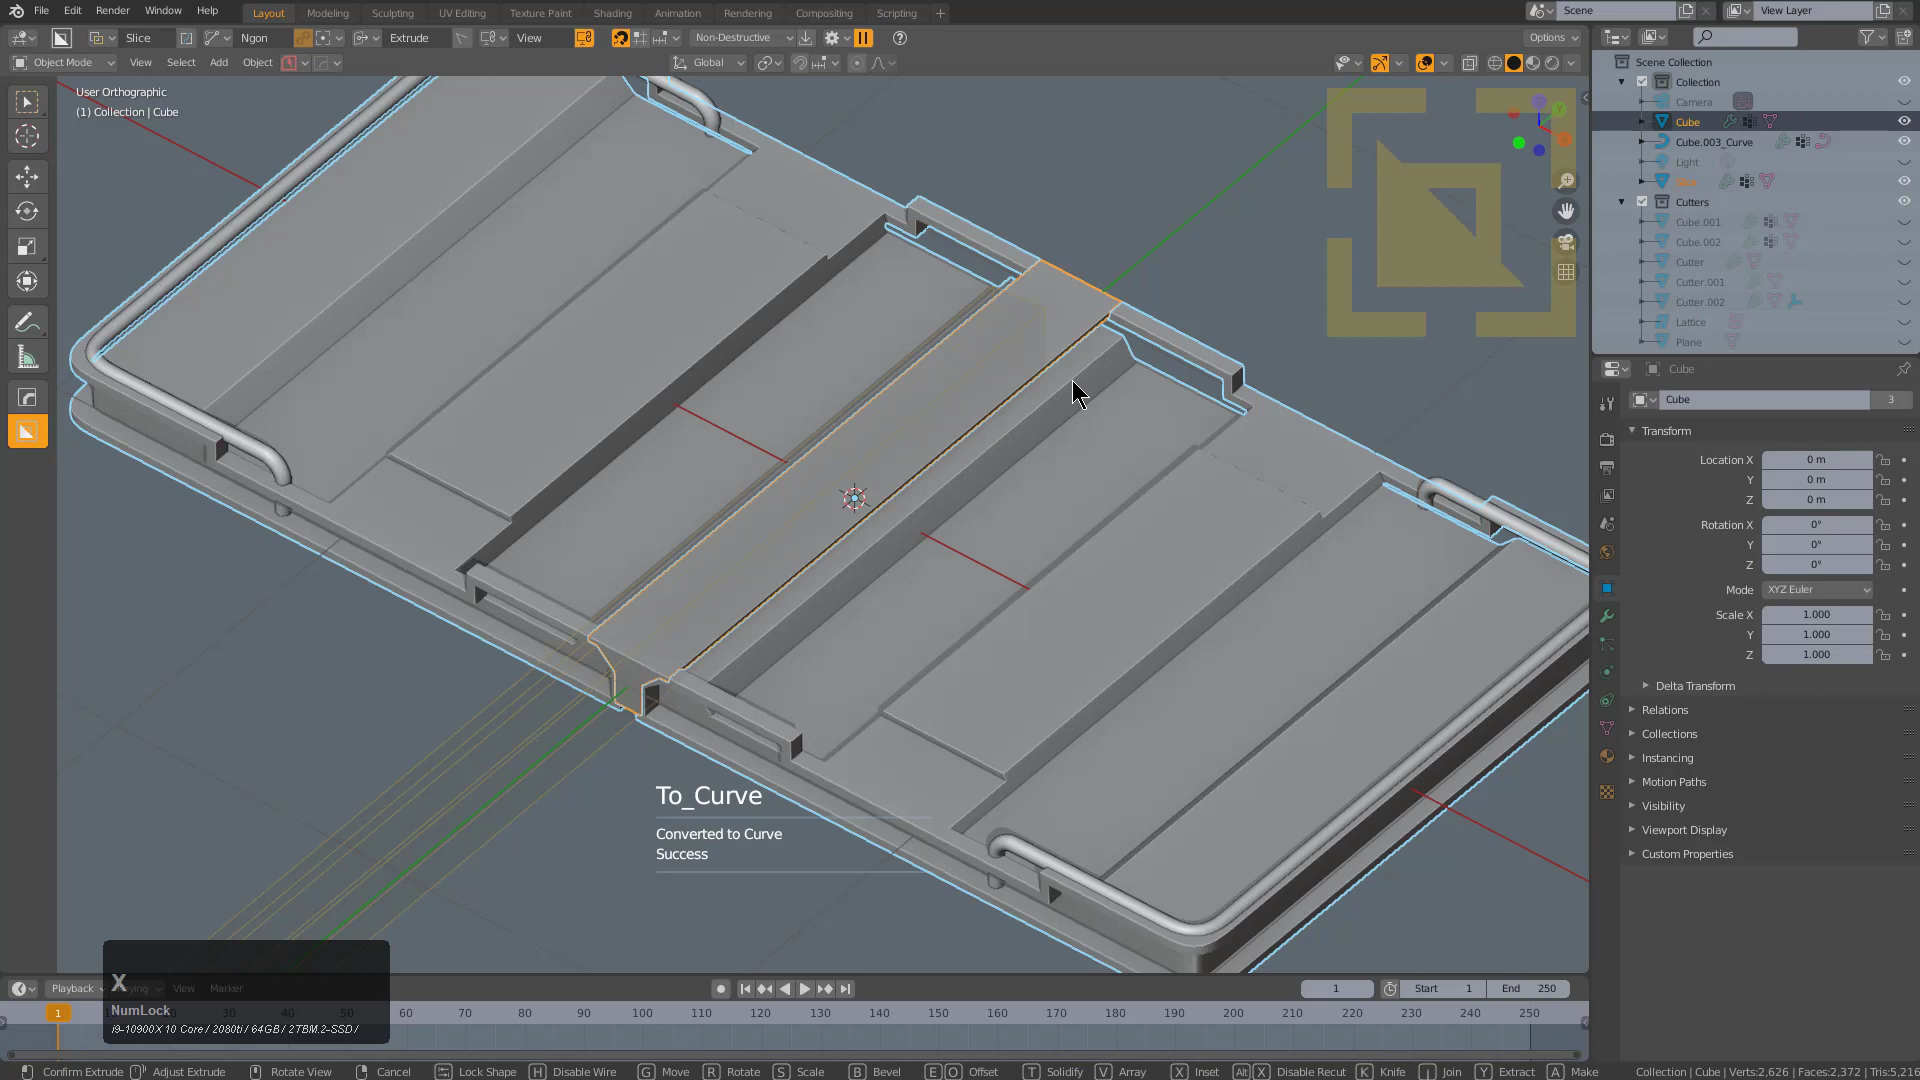 File Edit Render Window Help Layout Modeling Sculpting UV Editing Texture Paint Shading Animation Rendering Compositing Scripting + Scene View Layer
Slice Ngon Extrude View Non-Destructive Options
Object Mode View Select Add Object Global
User Orthographic
(1) Collection | Cube
Scene Collection
Collection
Camera
Cube
Cube.003_Curve
Light
Cutters
Cube.001
Cube.002
Cutter
Cutter.001
Cutter.002
Lattice
Plane
Cube
Cube 3
Transform
Location X 0 m
Y 0 m
Z 0 m
Rotation X 0°
Y 0°
Z 0°
Mode XYZ Euler
Scale X 1.000
Y 1.000
Z 1.000
Delta Transform
Relations
Collections
Instancing
Motion Paths
Visibility
Viewport Display
Custom Properties
To_Curve
Converted to Curve
Success
X
NumLock
i9-10900X 10 Core / 2080ti / 64GB / 2TBM.2-SSD /
Playback Keying View Marker 1 Start 1 End 250
1 60 70 80 90 100 110 120 130 140 150 160 170 180 190 200 210 220 230 240 250
Confirm Extrude Adjust Extrude Rotate View Cancel Lock Shape H Disable Wire G Move R Rotate S Scale B Bevel E O Offset T Solidify V Array X Inset Alt X Disable Recut K Knife J Join Y Extract A Make Collection | Cube | Verts:2,626 | Faces:2,372 | Tris:5,216